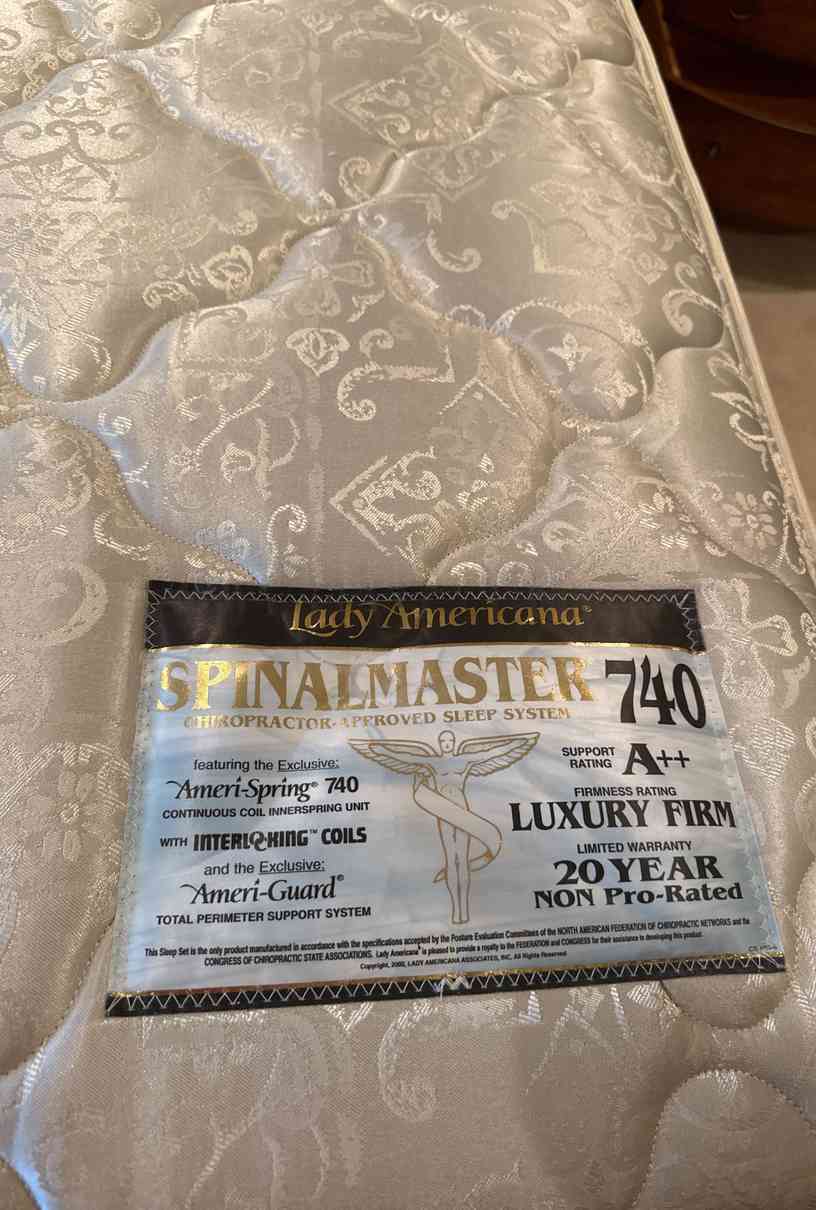 Lady Americana®
SPINALMASTER 740
CHIROPRACTOR-APPROVED SLEEP SYSTEM
featuring the Exclusive:
Ameri-Spring® 740
CONTINUOUS COIL INNERSPRING UNIT
WITH INTERLO-KING™ COILS
and the Exclusive:
Ameri-Guard®
TOTAL PERIMETER SUPPORT SYSTEM
SUPPORT
RATING A++
FIRMNESS RATING
LUXURY FIRM
LIMITED WARRANTY
20 YEAR
NON Pro-Rated
This Sleep Set is the only product manufactured in accordance with the specifications accepted by the Posture Evaluation Committees of the NORTH AMERICAN FEDERATION OF CHIROPRACTIC NETWORKS and the
CONGRESS OF CHIROPRACTIC STATE ASSOCIATIONS. Lady Americana® is pleased to provide a royalty to the FEDERATION and CONGRESS for their assistance in developing this product.
Copyright, 2000, LADY AMERICANA ASSOCIATES, INC, All Rights Reserved